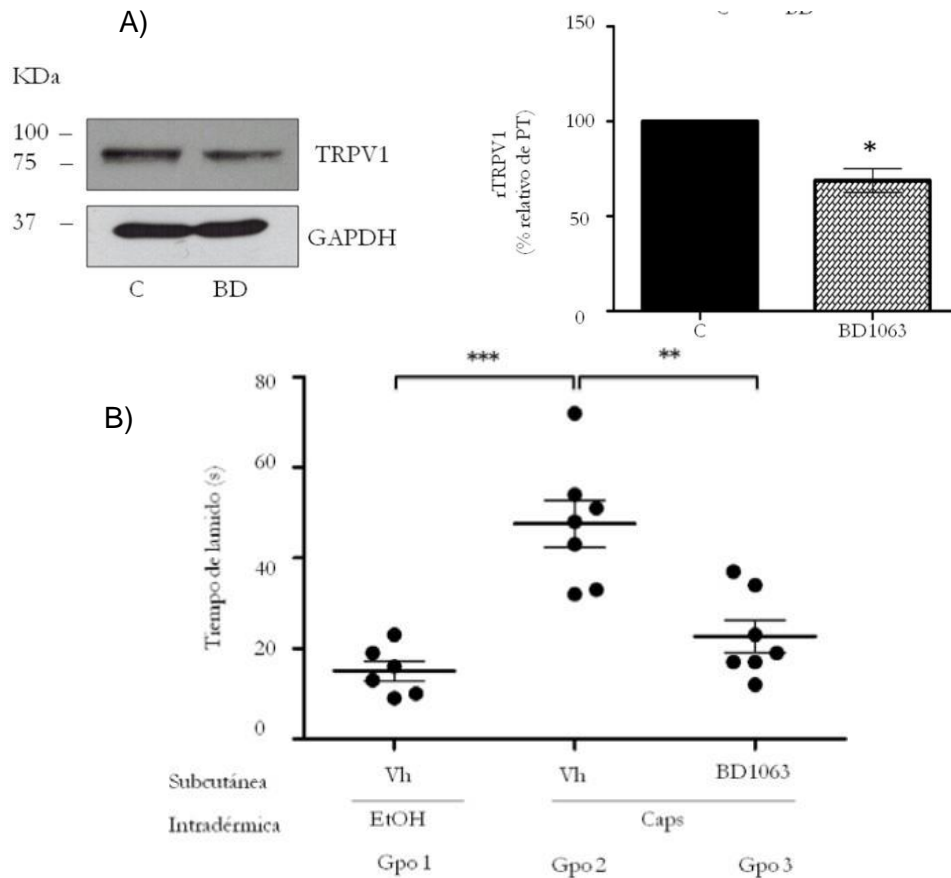 A)
KDa
100
75
TRPV1
37
GAPDH
C BD
C BD
150
100
50
0
rTRPV1
(% relativo de PT)
*
C BD1063
B)
*** **
80
60
40
20
0
Tiempo de lamido (s)
Subcutánea Vh Vh BD1063
Intradérmica EtOH Caps
Gpo 1 Gpo 2 Gpo 3